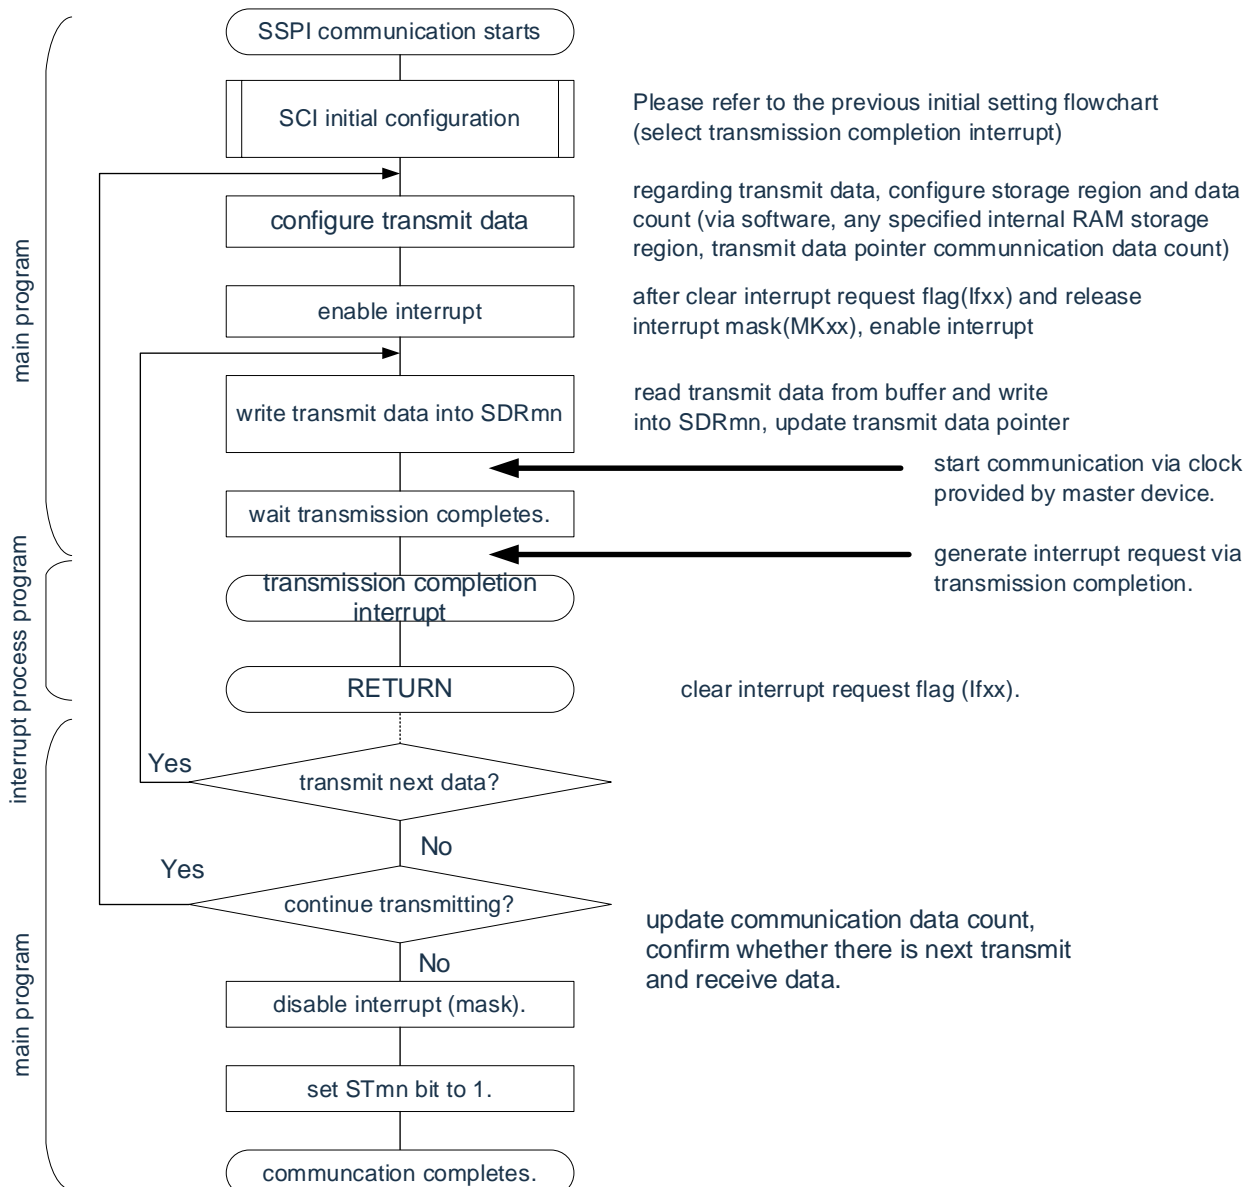 SSPI communication starts
SCI initial configuration
Please refer to the previous initial setting flowchart
(select transmission completion interrupt)
configure transmit data
regarding transmit data, configure storage region and data
count (via software, any specified internal RAM storage
region, transmit data pointer communnication data count)
main program
enable interrupt
after clear interrupt request flag(Ifxx) and release
interrupt mask(MKxx), enable interrupt
write transmit data into SDRmn
read transmit data from buffer and write
into SDRmn, update transmit data pointer
start communication via clock
provided by master device.
wait transmission completes.
generate interrupt request via
transmission completion.
transmission completion
interrupt
interrupt process program
RETURN
clear interrupt request flag (Ifxx).
Yes
transmit next data?
No
Yes
continue transmitting?
update communication data count,
confirm whether there is next transmit
and receive data.
No
main program
disable interrupt (mask).
set STmn bit to 1.
communcation completes.